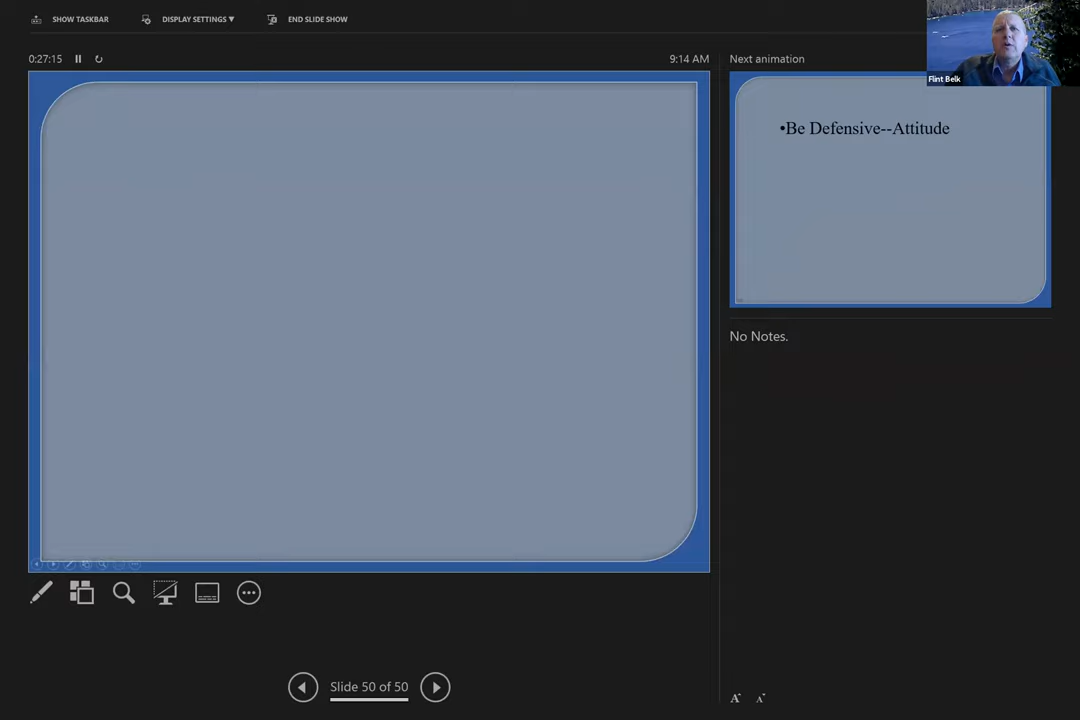 SHOW TASKBAR
DISPLAY SETTINGS ▼
END SLIDE SHOW
Flint Belk
0:27:15
9:14 AM
Next animation
•Be Defensive--Attitude
No Notes.
Slide 50 of 50
A A